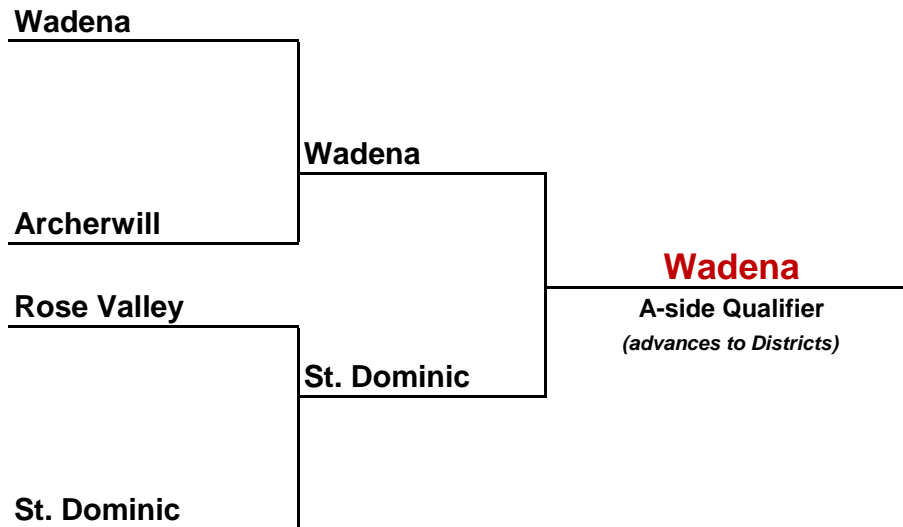 Wadena
Wadena
Archerwill
Wadena
Rose Valley
A-side Qualifier
(advances to Districts)
St. Dominic
St. Dominic